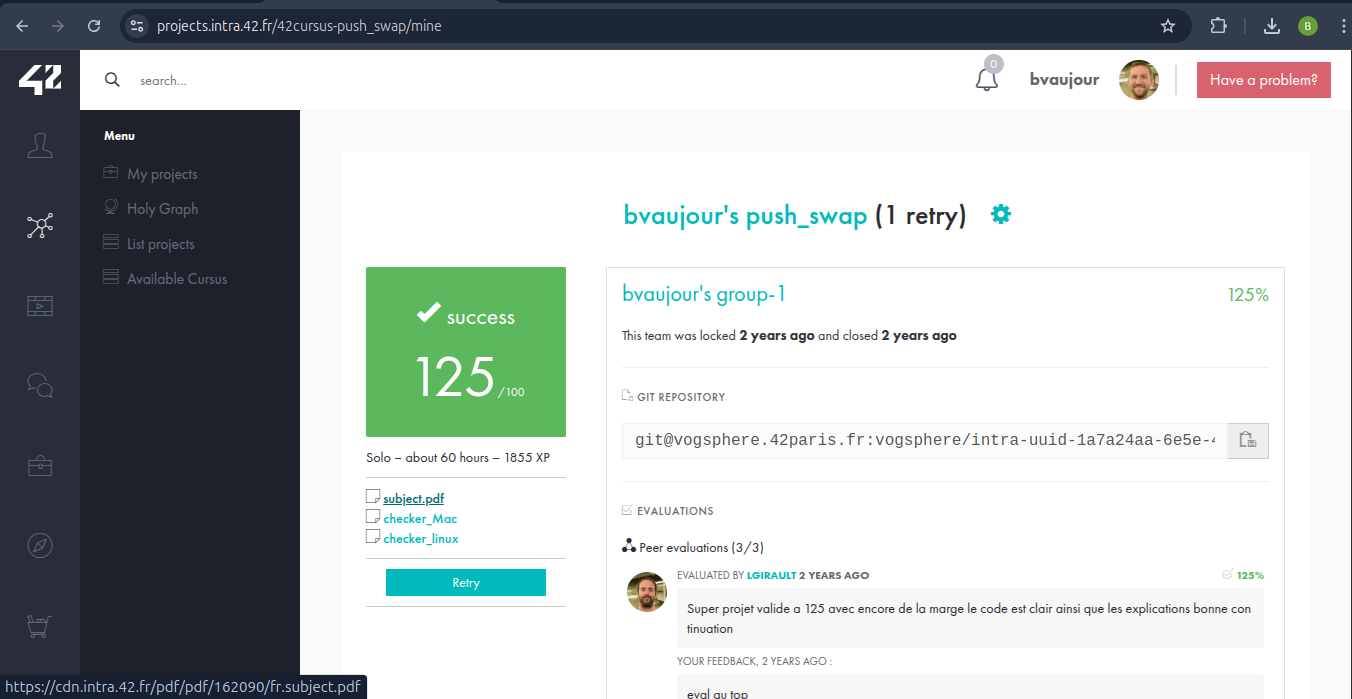 projects.intra.42.fr/42cursus-push_swap/mine
B
42
search...
0
bvaujour
Have a problem?
Menu
My projects
Holy Graph
List projects
Available Cursus
bvaujour's push_swap (1 retry)
success
125 /100
Solo – about 60 hours – 1855 XP
subject.pdf
checker_Mac
checker_linux
Retry
bvaujour's group-1
125%
This team was locked 2 years ago and closed 2 years ago
GIT REPOSITORY
git@vogsphere.42paris.fr:vogsphere/intra-uuid-1a7a24aa-6e5e-4
EVALUATIONS
Peer evaluations (3/3)
EVALUATED BY LGIRAULT 2 YEARS AGO
125%
Super projet valide a 125 avec encore de la marge le code est clair ainsi que les explications bonne con
tinuation
YOUR FEEDBACK, 2 YEARS AGO :
eval au top
https://cdn.intra.42.fr/pdf/pdf/162090/fr.subject.pdf